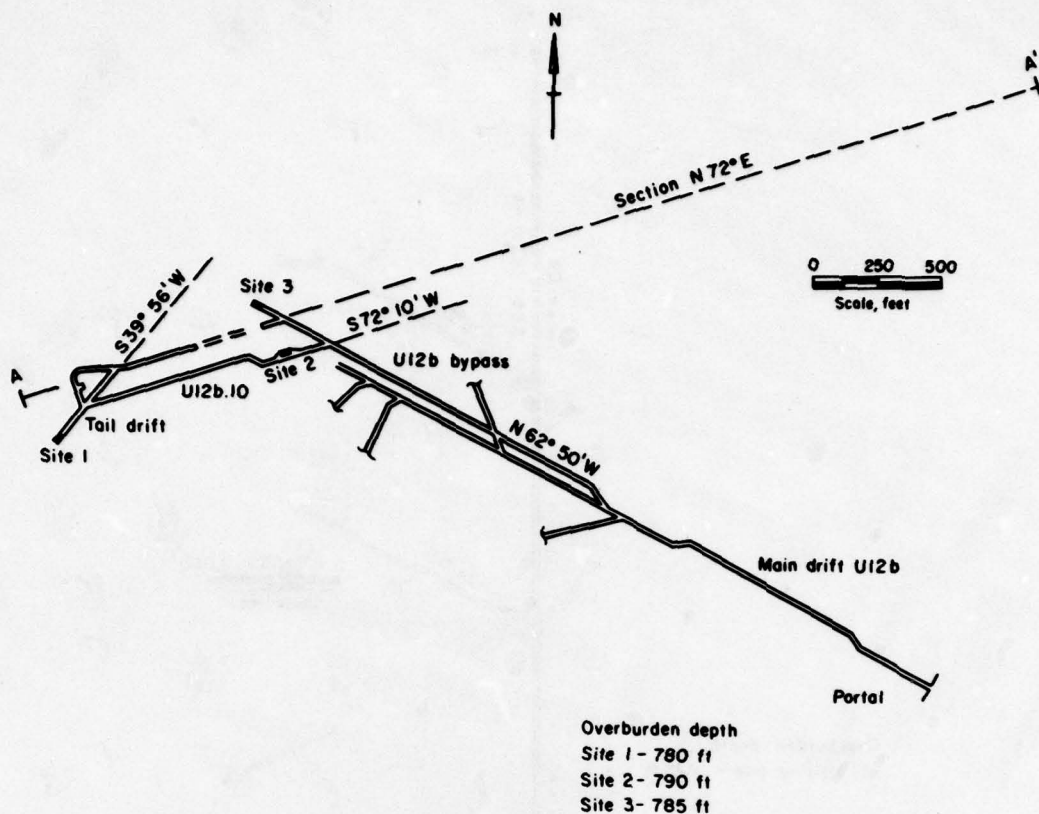 N
A'
Section N 72° E
0 250 500
Scale, feet
S39° 56' W
Site 3
S 72° 10' W
A
U12b.10
Site 2
U12b bypass
Tail drift
Site 1
N 62° 50' W
Main drift U12b
Portal
Overburden depth
Site 1 - 780 ft
Site 2 - 790 ft
Site 3 - 785 ft